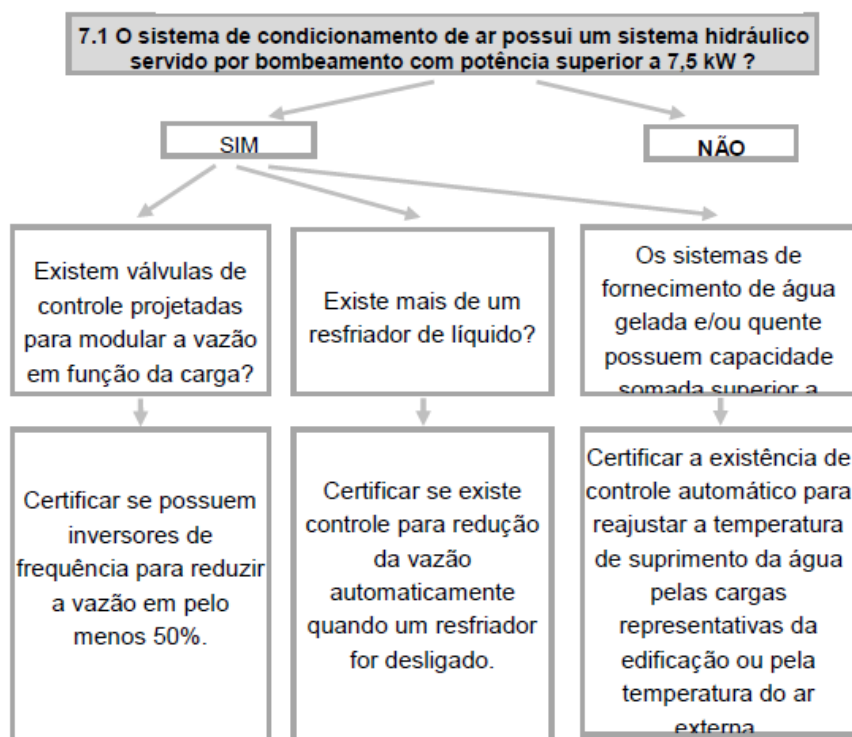 7.1 O sistema de condicionamento de ar possui um sistema hidráulico
servido por bombeamento com potência superior a 7,5 kW ?
SIM
NÃO
Existem válvulas de
controle projetadas
para modular a vazão
em função da carga?
Existe mais de um
resfriador de líquido?
Os sistemas de
fornecimento de água
gelada e/ou quente
possuem capacidade
somada superior a
Certificar se possuem
inversores de
frequência para reduzir
a vazão em pelo
menos 50%.
Certificar se existe
controle para redução
da vazão
automaticamente
quando um resfriador
for desligado.
Certificar a existência de
controle automático para
reajustar a temperatura
de suprimento da água
pelas cargas
representativas da
edificação ou pela
temperatura do ar
externa.